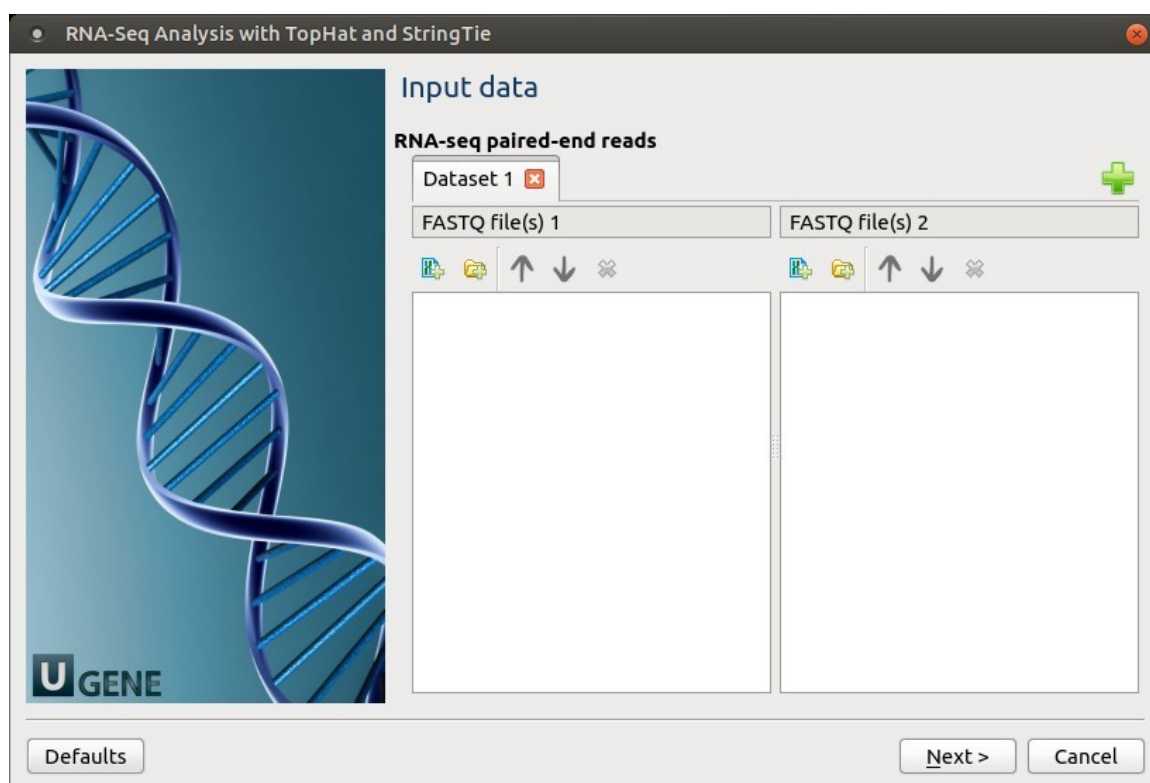 RNA-Seq Analysis with TopHat and StringTie
Input data
RNA-seq paired-end reads
Dataset 1
FASTQ file(s) 1
FASTQ file(s) 2
U GENE
Defaults
Next >
Cancel